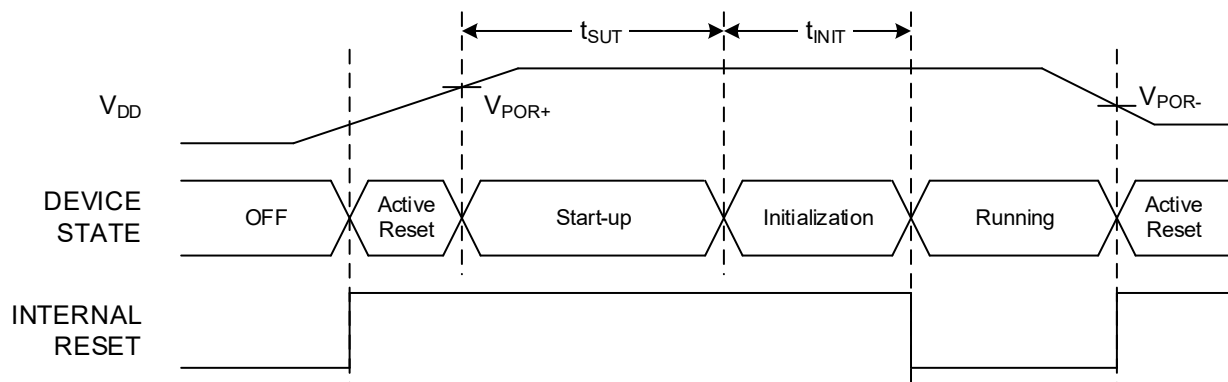 tSUT
tINIT
VDD
VPOR+
VPOR-
DEVICE
STATE
OFF
Active
Reset
Start-up
Initialization
Running
Active
Reset
INTERNAL
RESET